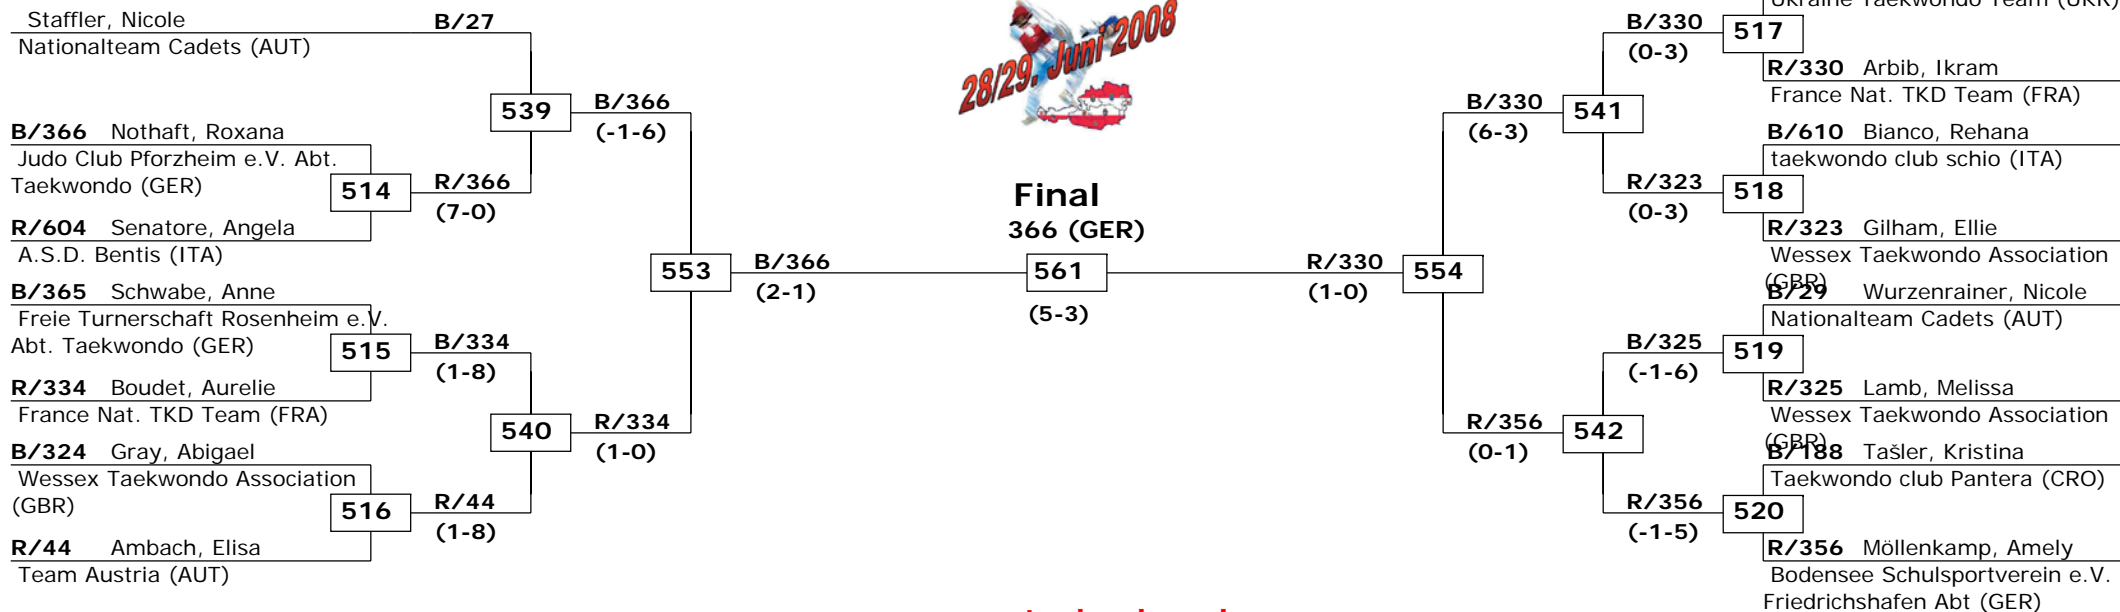 Staffler, Nicole
Nationalteam Cadets (AUT)
B/27
539
B/366
(-1-6)
B/366 Nothaft, Roxana
Judo Club Pforzheim e.V. Abt.
Taekwondo (GER)
514
R/366
(7-0)
R/604 Senatore, Angela
A.S.D. Bentis (ITA)
553
B/366
(2-1)
B/365 Schwabe, Anne
Freie Turnerschaft Rosenheim e.V.
Abt. Taekwondo (GER)
515
B/334
(1-8)
R/334 Boudet, Aurelie
France Nat. TKD Team (FRA)
540
R/334
(1-0)
B/324 Gray, Abigael
Wessex Taekwondo Association
(GBR)
516
R/44
(1-8)
R/44 Ambach, Elisa
Team Austria (AUT)
28/29. Juni 2008
Final
366 (GER)
561
(5-3)
Ukraine Taekwondo Team (UKR)
B/330
(0-3)
517
R/330 Arbib, Ikram
France Nat. TKD Team (FRA)
B/330
(6-3)
541
B/610 Bianco, Rehana
taekwondo club schio (ITA)
R/323
(0-3)
518
R/323 Gilham, Ellie
Wessex Taekwondo Association
(GBR)
R/330
(1-0)
554
B/29 Wurzenrainer, Nicole
Nationalteam Cadets (AUT)
B/325
(-1-6)
519
R/325 Lamb, Melissa
Wessex Taekwondo Association
(GBR)
R/356
(0-1)
542
B/188 Tašler, Kristina
Taekwondo club Pantera (CRO)
R/356
(-1-5)
520
R/356 Möllenkamp, Amely
Bodensee Schulsportverein e.V.
Friedrichshafen Abt (GER)